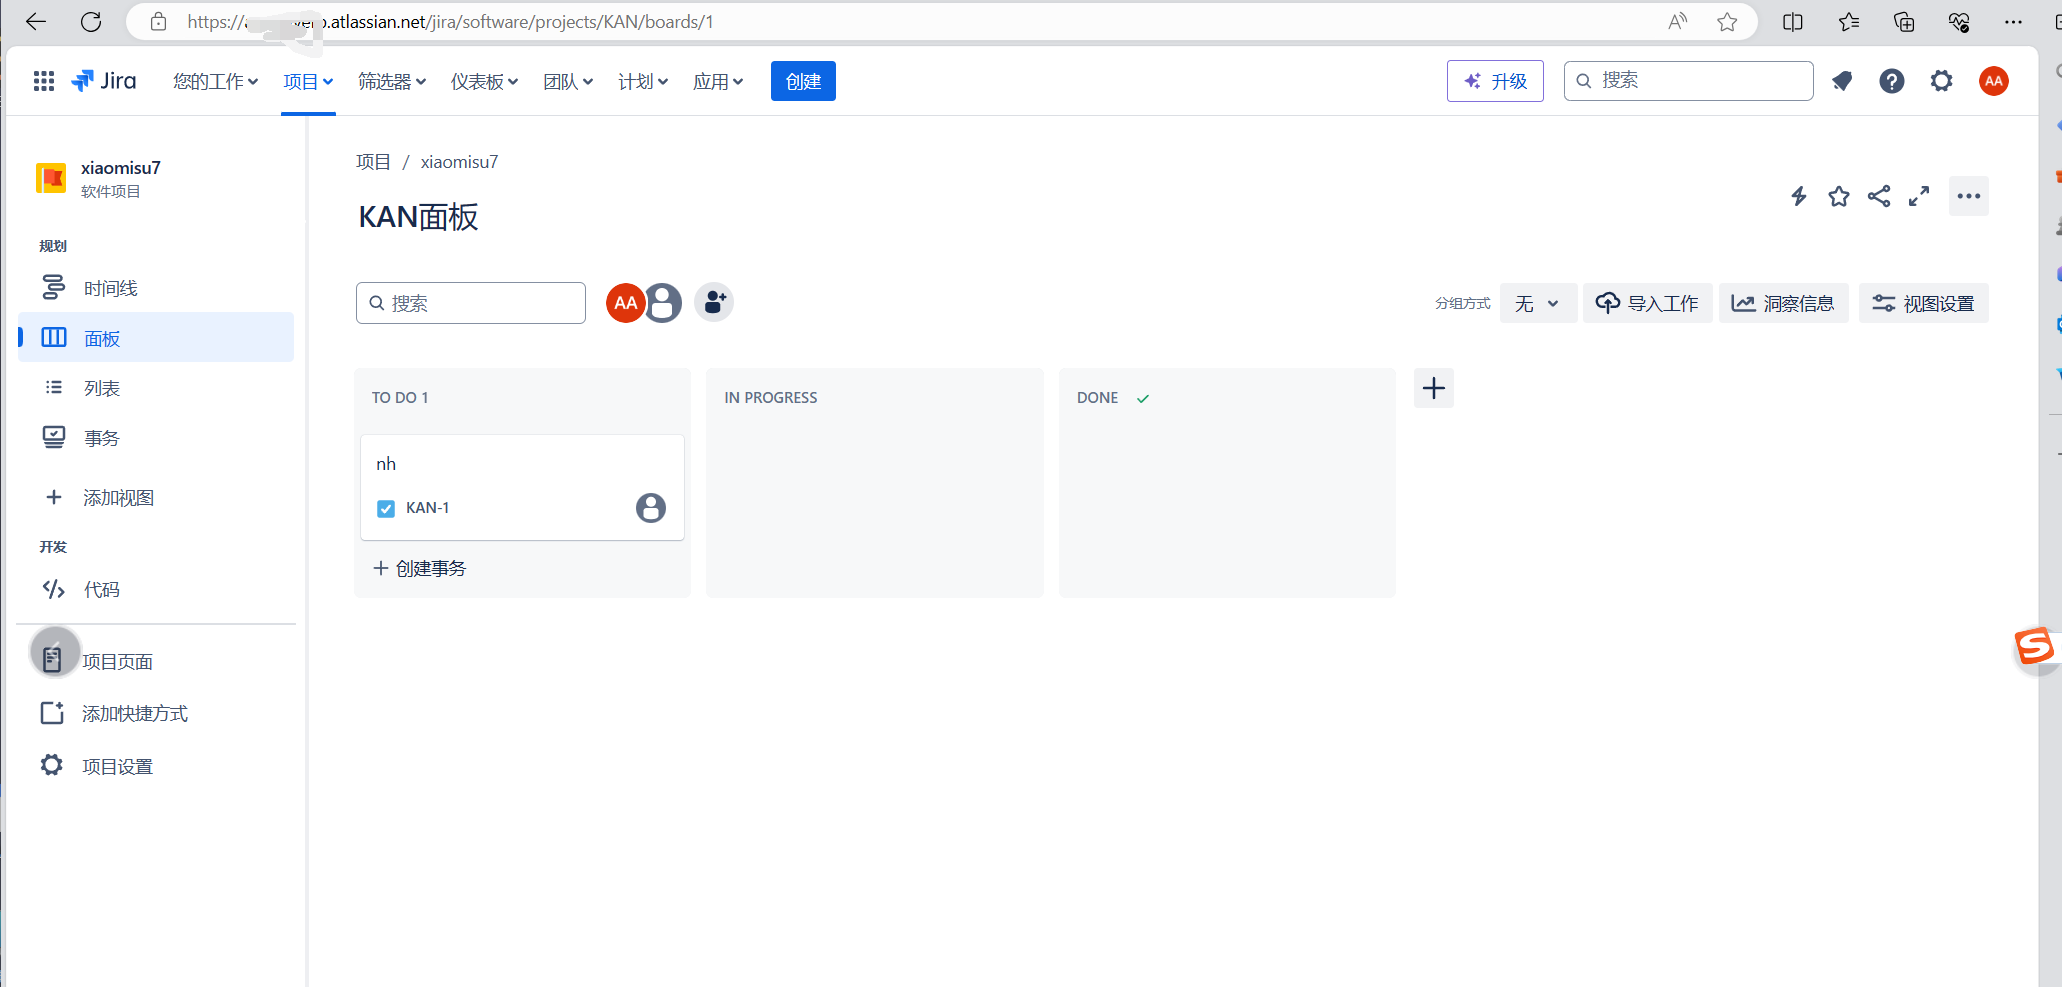 https://
.atlassian.net/jira/software/projects/KAN/boards/1
Jira 您的工作 项目 筛选器 仪表板 团队 计划 应用 创建 升级 搜索 AA
xiaomisu7
软件项目
规划
时间线
面板
列表
事务
添加视图
开发
代码
项目页面
添加快捷方式
项目设置
项目 / xiaomisu7
KAN面板
搜索 AA 分组方式 无 导入工作 洞察信息 视图设置
TO DO 1
nh
KAN-1
创建事务
IN PROGRESS
DONE